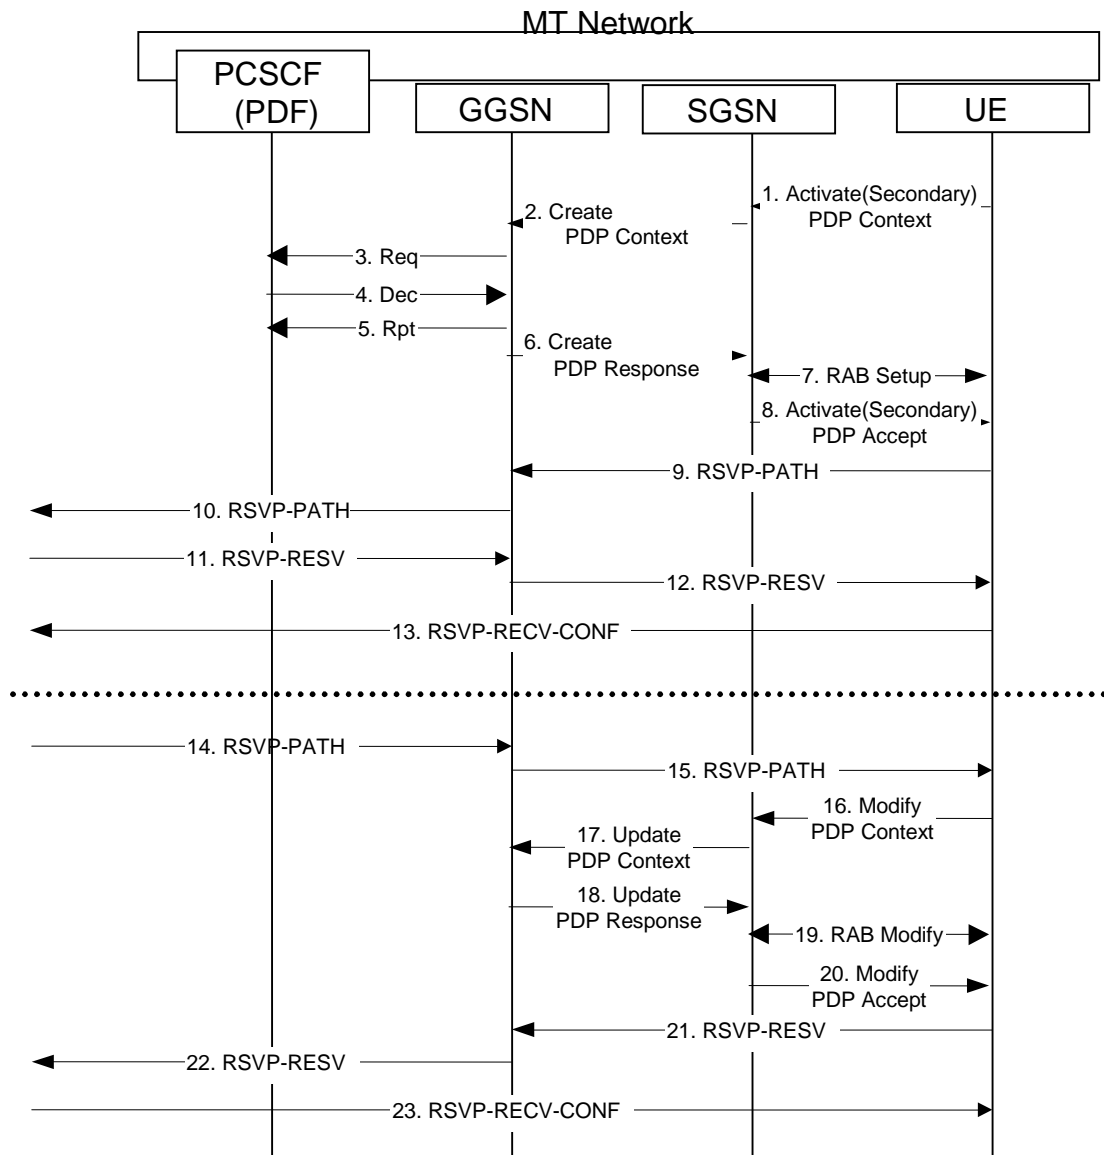 MT Network
PCSCF
(PDF)
GGSN
SGSN
UE
1. Activate(Secondary)
PDP Context
2. Create
PDP Context
3. Req
4. Dec
5. Rpt
6. Create
PDP Response
7. RAB Setup
8. Activate(Secondary)
PDP Accept
9. RSVP-PATH
10. RSVP-PATH
11. RSVP-RESV
12. RSVP-RESV
13. RSVP-RECV-CONF
14. RSVP-PATH
15. RSVP-PATH
16. Modify
PDP Context
17. Update
PDP Context
18. Update
PDP Response
19. RAB Modify
20. Modify
PDP Accept
21. RSVP-RESV
22. RSVP-RESV
23. RSVP-RECV-CONF